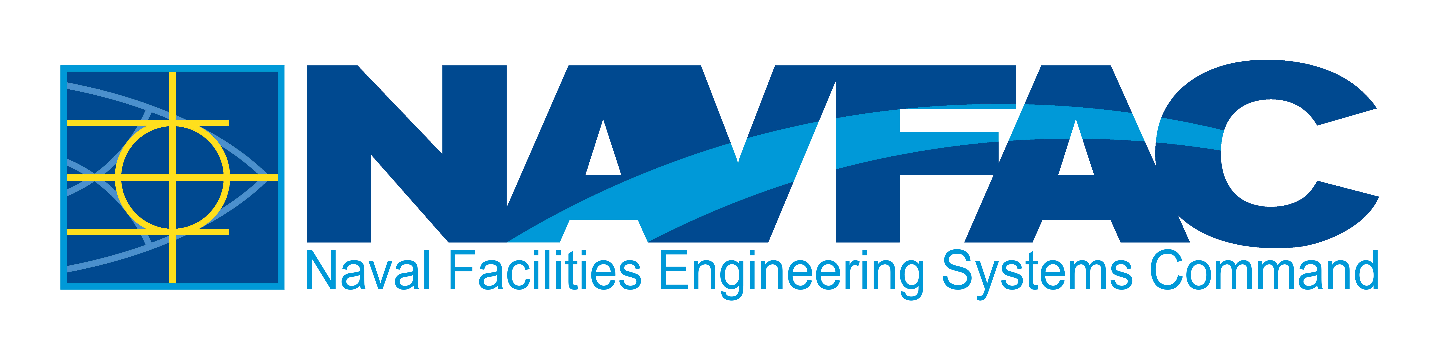 NAVFAC
Naval Facilities Engineering Systems Command